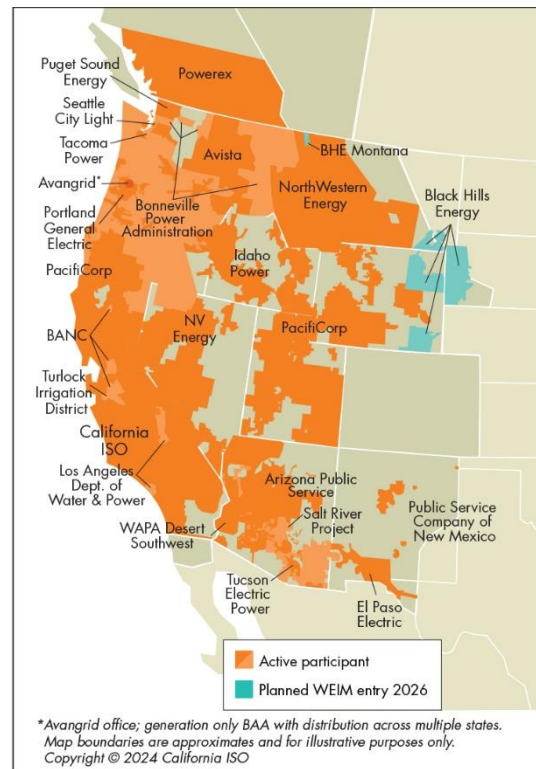 Puget Sound
Energy
Powerex
Seattle
City Light
Tacoma
Power
Avista
BHE Montana
Avangrid*
NorthWestern
Energy
Black Hills
Energy
Portland
General
Electric
Bonneville
Power
Administration
PacifiCorp
Idaho
Power
BANC
NV
Energy
PacifiCorp
Turlock
Irrigation
District
California
ISO
Los Angeles
Dept. of
Water & Power
Arizona Public
Service
Salt River
Project
Public Service
Company of
New Mexico
WAPA Desert
Southwest
Tucson
Electric
Power
El Paso
Electric
Active participant
Planned WEIM entry 2026
*Avangrid office; generation only BAA with distribution across multiple states.
Map boundaries are approximates and for illustrative purposes only.
Copyright © 2024 California ISO